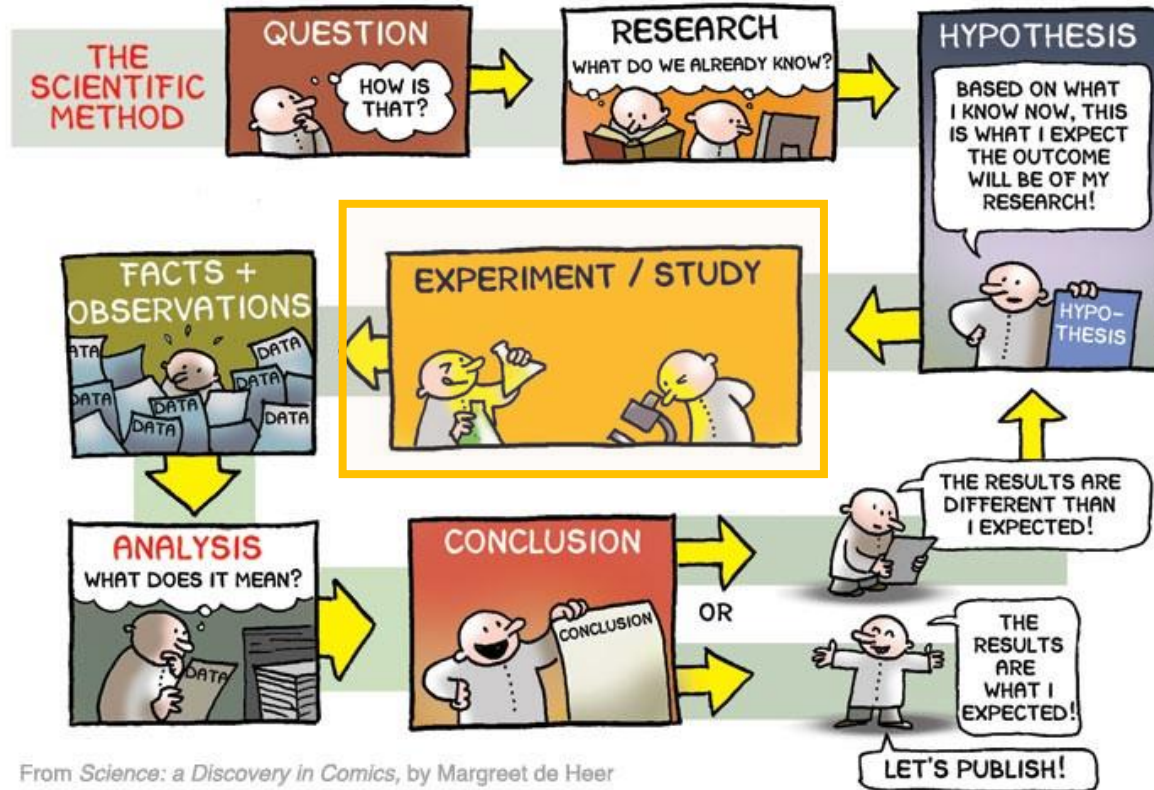 THE
SCIENTIFIC
METHOD
QUESTION
HOW IS
THAT?
RESEARCH
WHAT DO WE ALREADY KNOW?
HYPOTHESIS
BASED ON WHAT
I KNOW NOW, THIS
IS WHAT I EXPECT
THE OUTCOME
WILL BE OF MY
RESEARCH!
HYPO-
THESIS
EXPERIMENT / STUDY
FACTS +
OBSERVATIONS
ATA
DATA
DATA
DATA
DATA
DATA
DATA
ANALYSIS
WHAT DOES IT MEAN?
DATA
CONCLUSION
CONCLUSION
OR
THE RESULTS ARE
DIFFERENT THAN
I EXPECTED!
THE
RESULTS
ARE
WHAT I
EXPECTED!
LET'S PUBLISH!
From Science: a Discovery in Comics, by Margreet de Heer